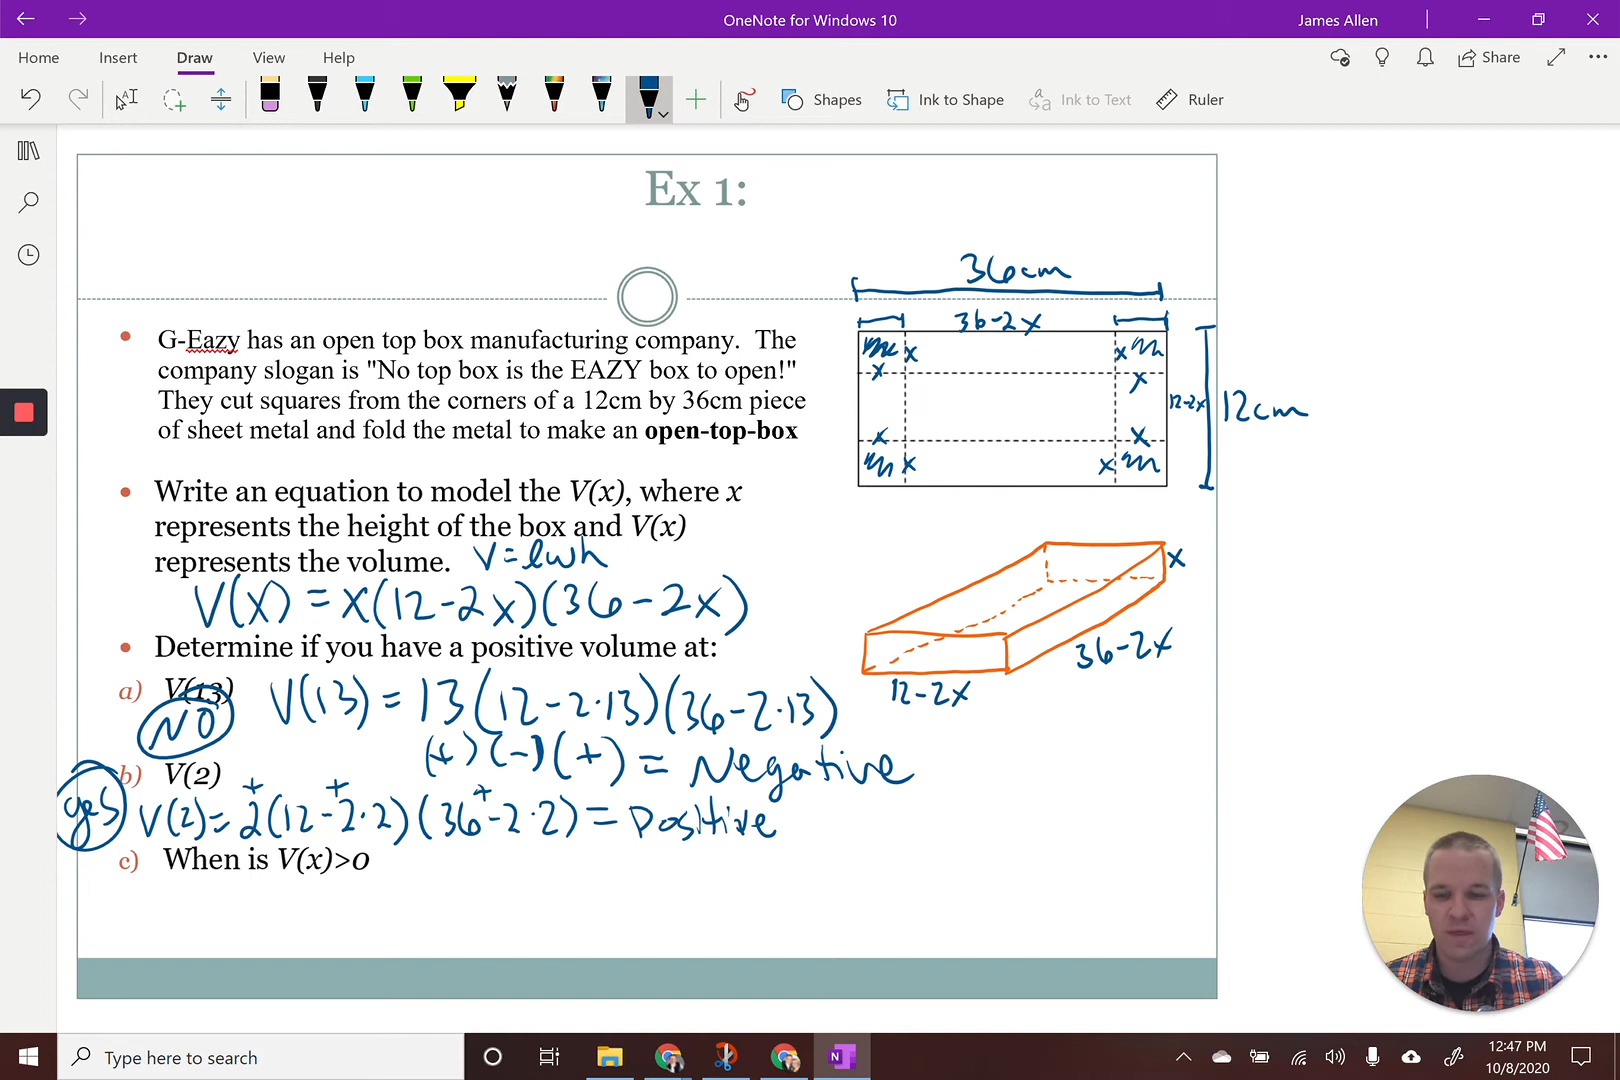 OneNote for Windows 10
James Allen
Home Insert Draw View Help
Share
Shapes Ink to Shape Ink to Text Ruler
Ex 1:
36cm
36-2x
G-Eazy has an open top box manufacturing company. The
company slogan is "No top box is the EAZY box to open!"
They cut squares from the corners of a 12cm by 36cm piece
of sheet metal and fold the metal to make an open-top-box
x x
x x
12-2x 12cm
x x
x x
Write an equation to model the V(x), where x
represents the height of the box and V(x)
represents the volume. V = lwh
x
V(x) = x(12-2x)(36-2x)
36-2x
12-2x
Determine if you have a positive volume at:
a) V(13) V(13) = 13(12-2·13)(36-2·13)
NO
(+)(-)(+) = Negative
b) V(2)
+ + +
yes V(2) = 2(12-2·2)(36-2·2) = Positive
c) When is V(x)>0
Type here to search
12:47 PM
10/8/2020